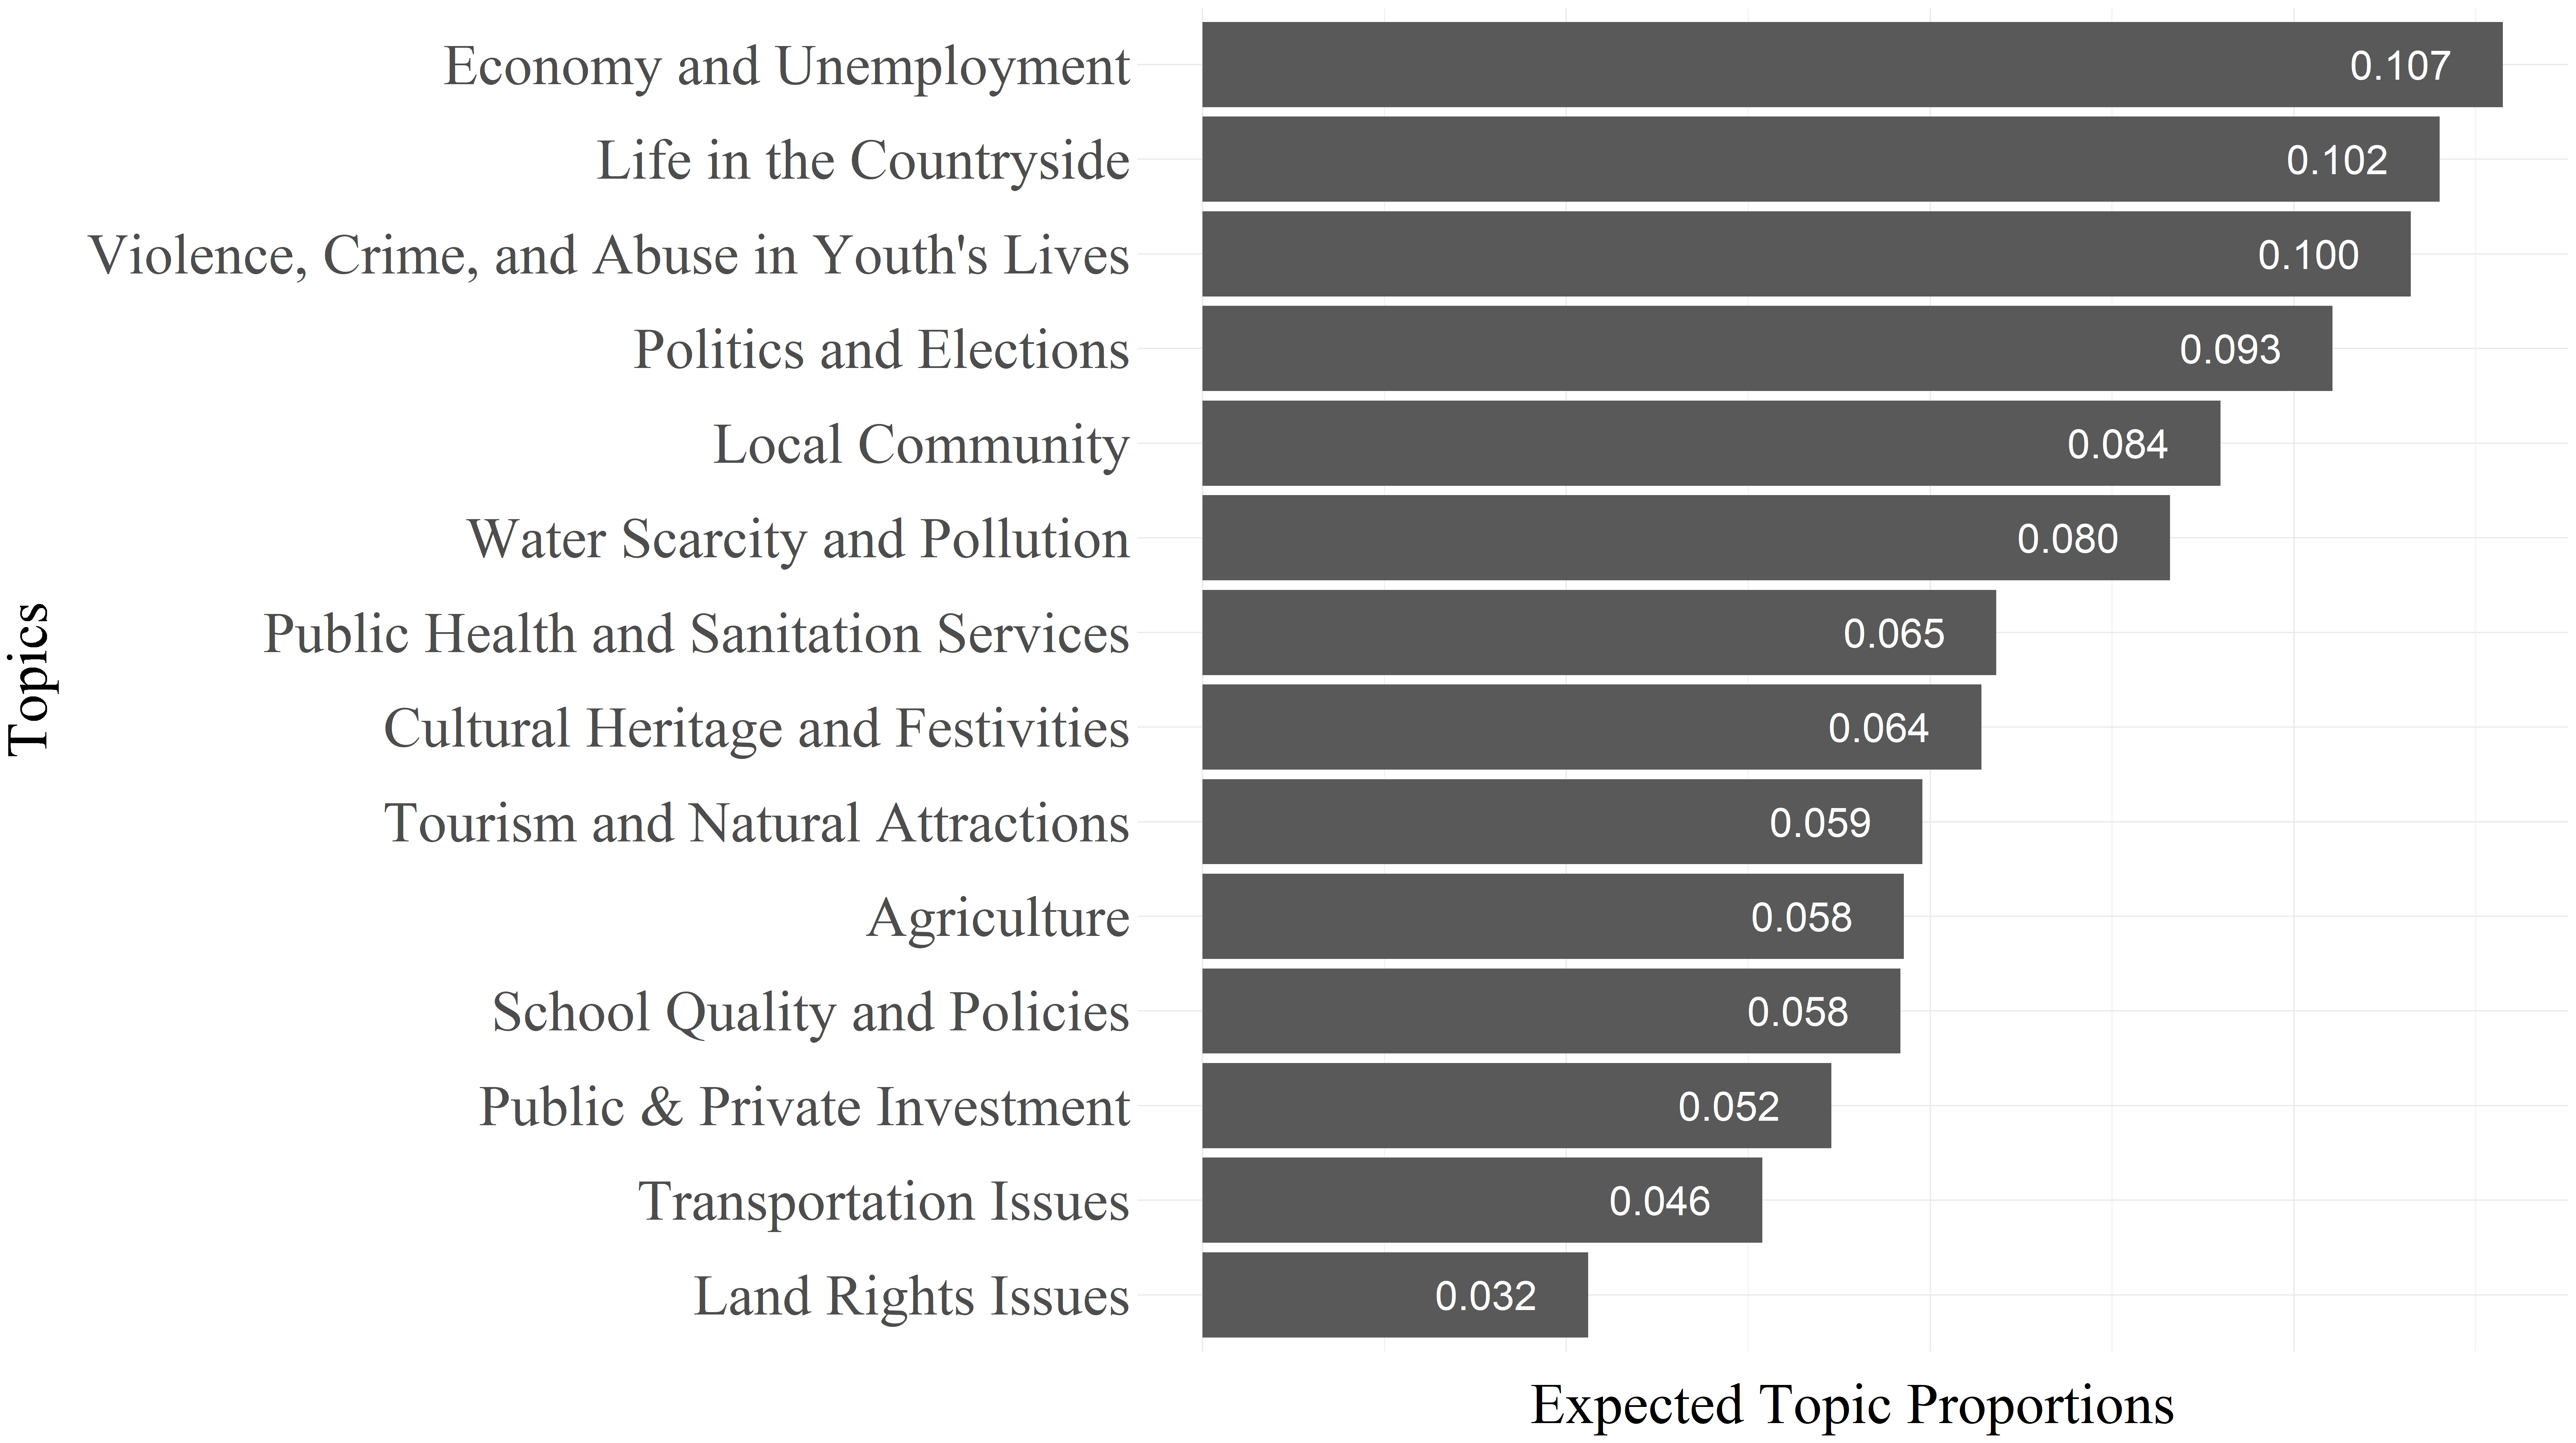 Economy and Unemployment 0.107
Life in the Countryside 0.102
Violence, Crime, and Abuse in Youth's Lives 0.100
Politics and Elections 0.093
Local Community 0.084
Water Scarcity and Pollution 0.080
Public Health and Sanitation Services 0.065
Cultural Heritage and Festivities 0.064
Tourism and Natural Attractions 0.059
Agriculture 0.058
School Quality and Policies 0.058
Public & Private Investment 0.052
Transportation Issues 0.046
Land Rights Issues 0.032
Topics
Expected Topic Proportions